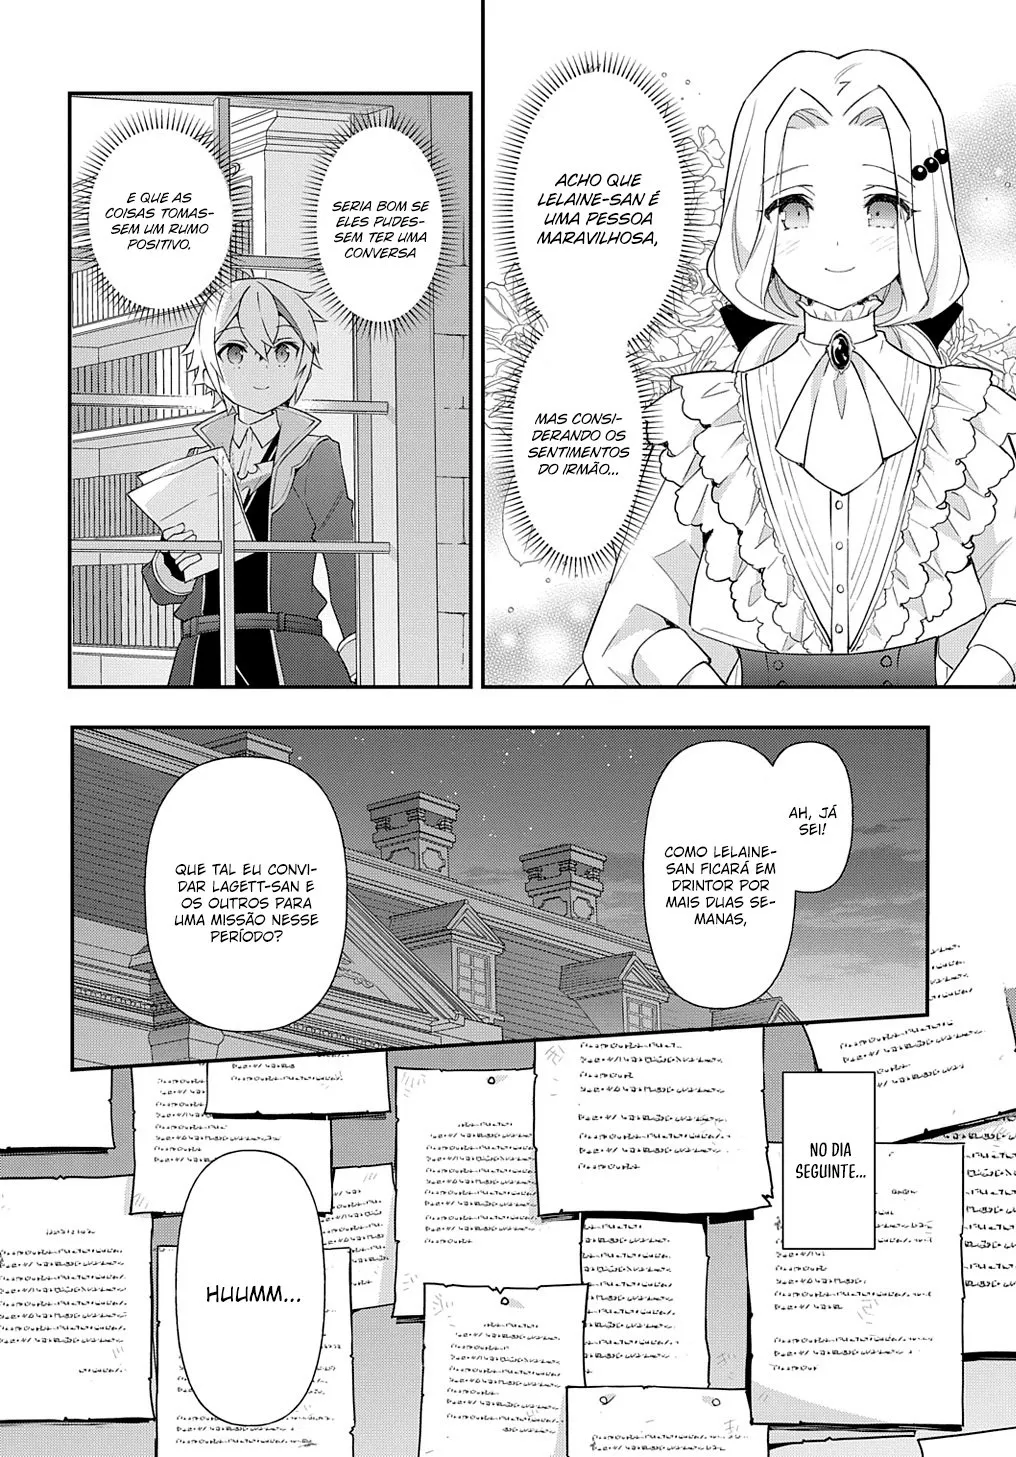 ACHO QUE
LELAINE-SAN É
UMA PESSOA
MARAVILHOSA,
MAS CONSI-
DERANDO OS
SENTIMENTOS
DO IRMÃO...
SERIA BOM SE
ELES PUDES-
SEM TER UMA
CONVERSA
E QUE AS
COISAS TOMAS-
SEM UM RUMO
POSITIVO.
AH, JÁ
SEI!
COMO LELAINE-
SAN FICARÁ EM
DRINTOR POR
MAIS DUAS SE-
MANAS,
QUE TAL EU CONVI-
DAR LAGETT-SAN E
OS OUTROS PARA
UMA MISSÃO NESSE
PERÍODO?
NO DIA
SEGUINTE...
HUUMM...